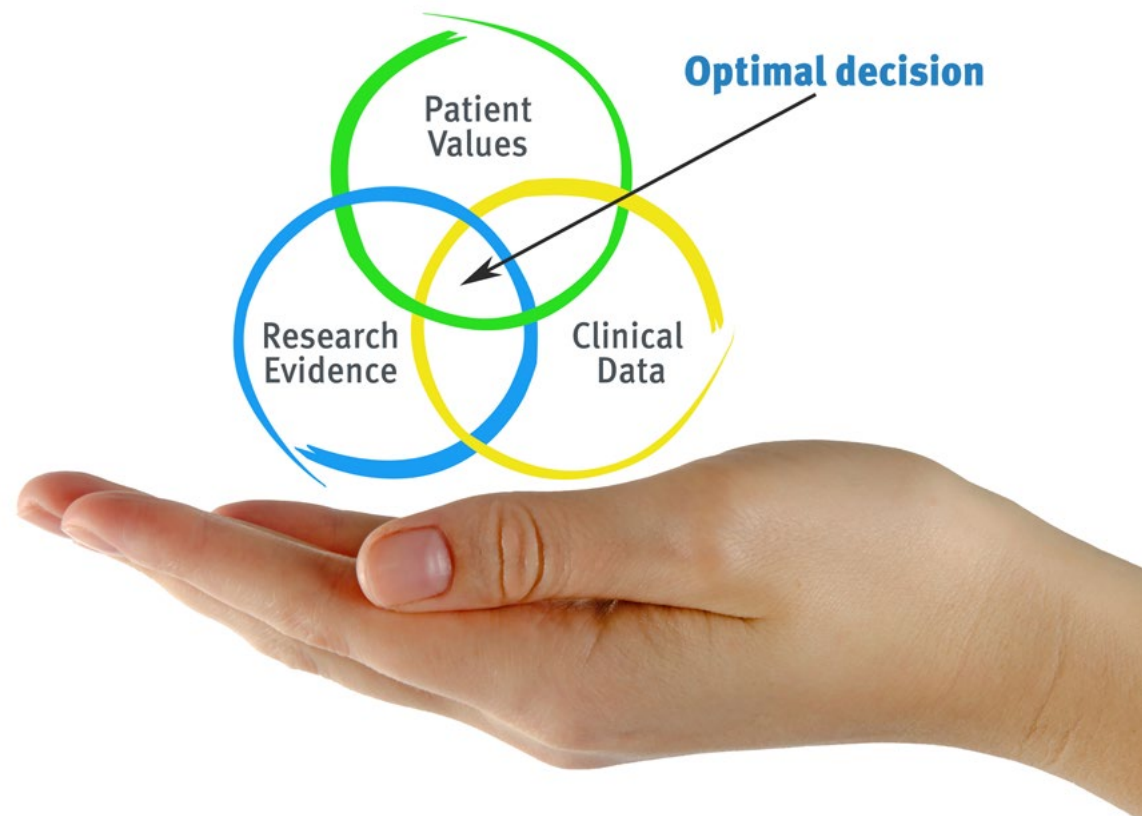 Optimal decision
Patient
Values
Research
Evidence
Clinical
Data